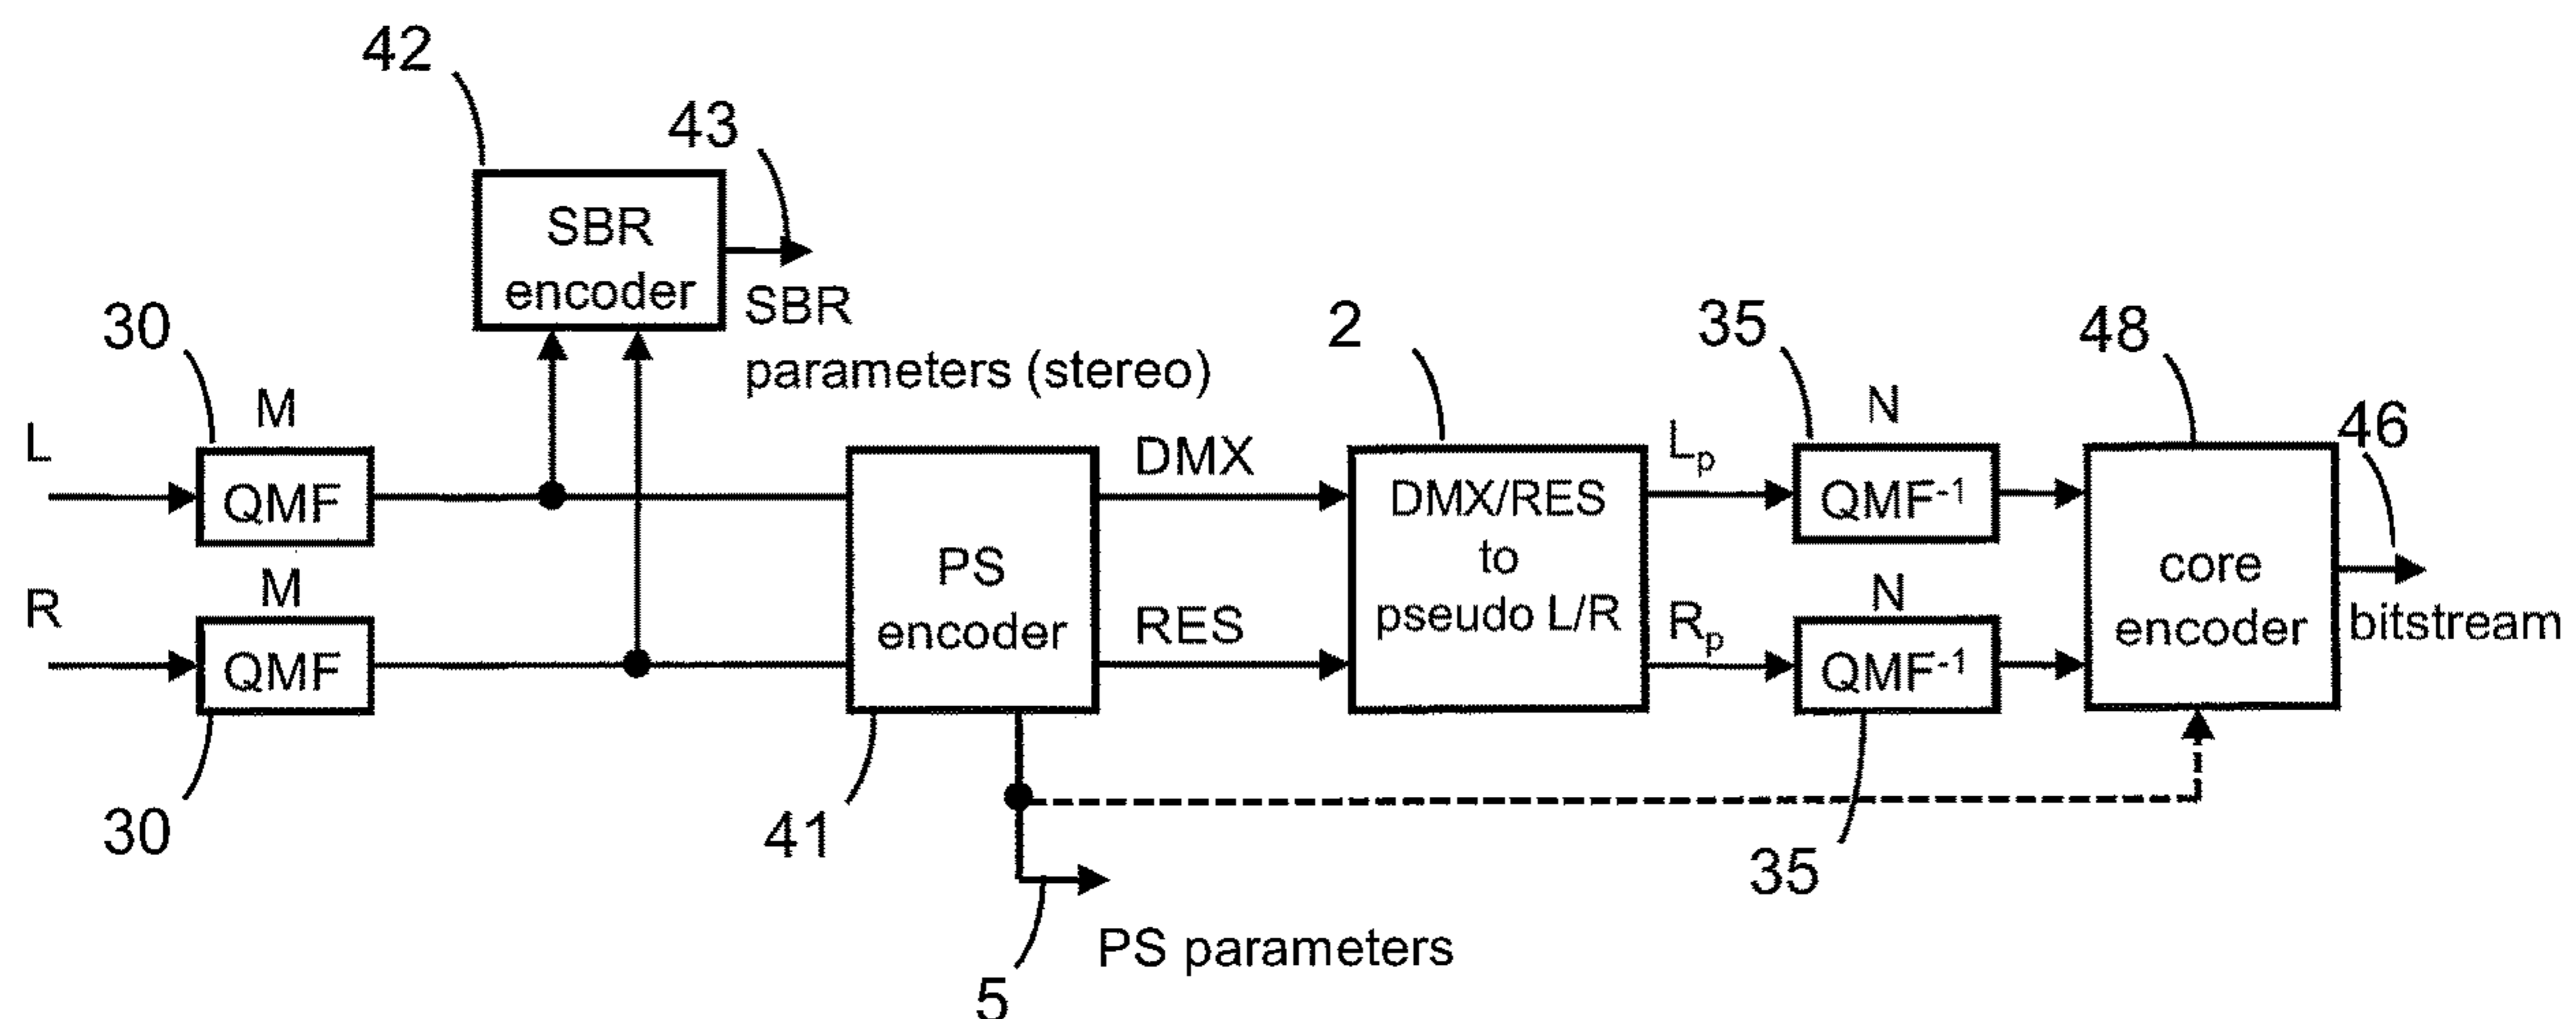 42
43
SBR
encoder
SBR
parameters (stereo)
30
M
L
QMF
M
R
QMF
30
PS
encoder
41
DMX
RES
2
DMX/RES
to
pseudo L/R
Lp
Rp
35
N
QMF-1
N
QMF-1
35
48
core
encoder
46
bitstream
5
PS parameters